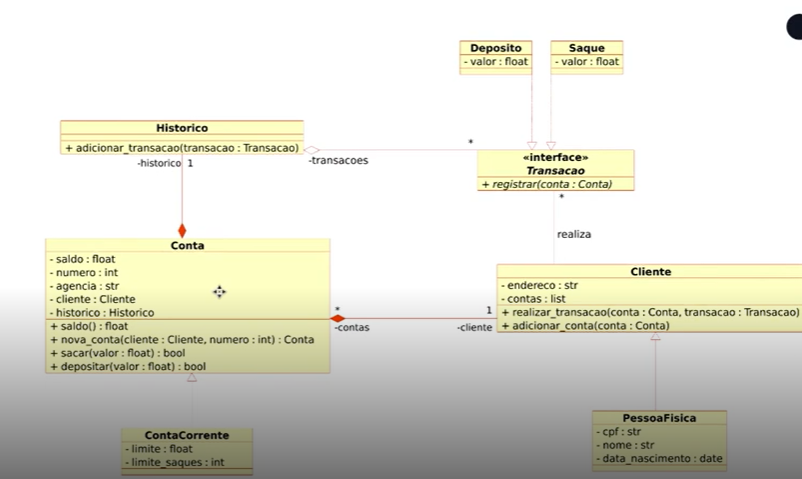 Deposito
- valor : float
Saque
- valor : float
Historico
+ adicionar_transacao(transacao : Transacao)
-historico 1
-transacoes
*
«interface»
Transacao
+ registrar(conta : Conta)
*
realiza
Conta
- saldo : float
- numero : int
- agencia : str
- cliente : Cliente
- historico : Historico
+ saldo() : float
+ nova_conta(cliente : Cliente, numero : int) : Conta
+ sacar(valor : float) : bool
+ depositar(valor : float) : bool
*
-contas
1
-cliente
Cliente
- endereco : str
- contas : list
+ realizar_transacao(conta : Conta, transacao : Transacao)
+ adicionar_conta(conta : Conta)
ContaCorrente
- limite : float
- limite_saques : int
PessoaFisica
- cpf : str
- nome : str
- data_nascimento : date